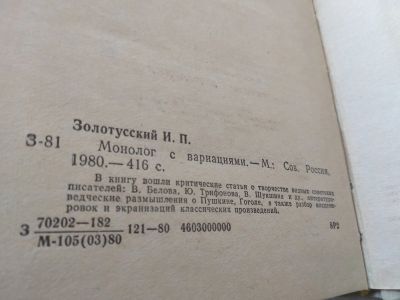 Золотусский И. П.
З-81 Монолог с вариациями.— М.: Сов. Россия,
1980.— 416 с.
В книгу вошли критические статьи о творчестве видных советских
писателей: В. Белова, Ю. Трифонова, В. Шукшина и др., литературо-
ведческие размышления о Пушкине, Гоголе, а также разбор инсцени-
ровок и экранизаций классических произведений.
З 70202—182
М-105(03)80 121—80 4603000000 8Р2